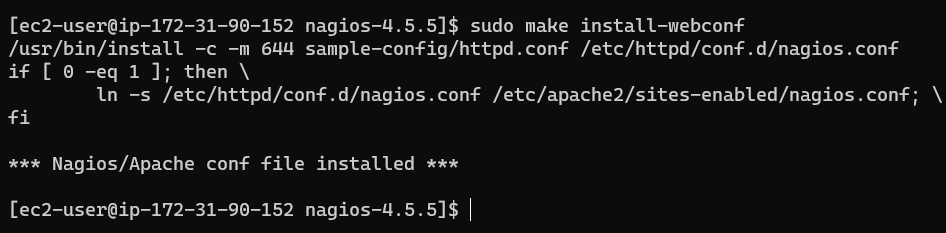 [ec2-user@ip-172-31-90-152 nagios-4.5.5]$ sudo make install-webconf
/usr/bin/install -c -m 644 sample-config/httpd.conf /etc/httpd/conf.d/nagios.conf
if [ 0 -eq 1 ]; then \
        ln -s /etc/httpd/conf.d/nagios.conf /etc/apache2/sites-enabled/nagios.conf; \
fi

*** Nagios/Apache conf file installed ***

[ec2-user@ip-172-31-90-152 nagios-4.5.5]$